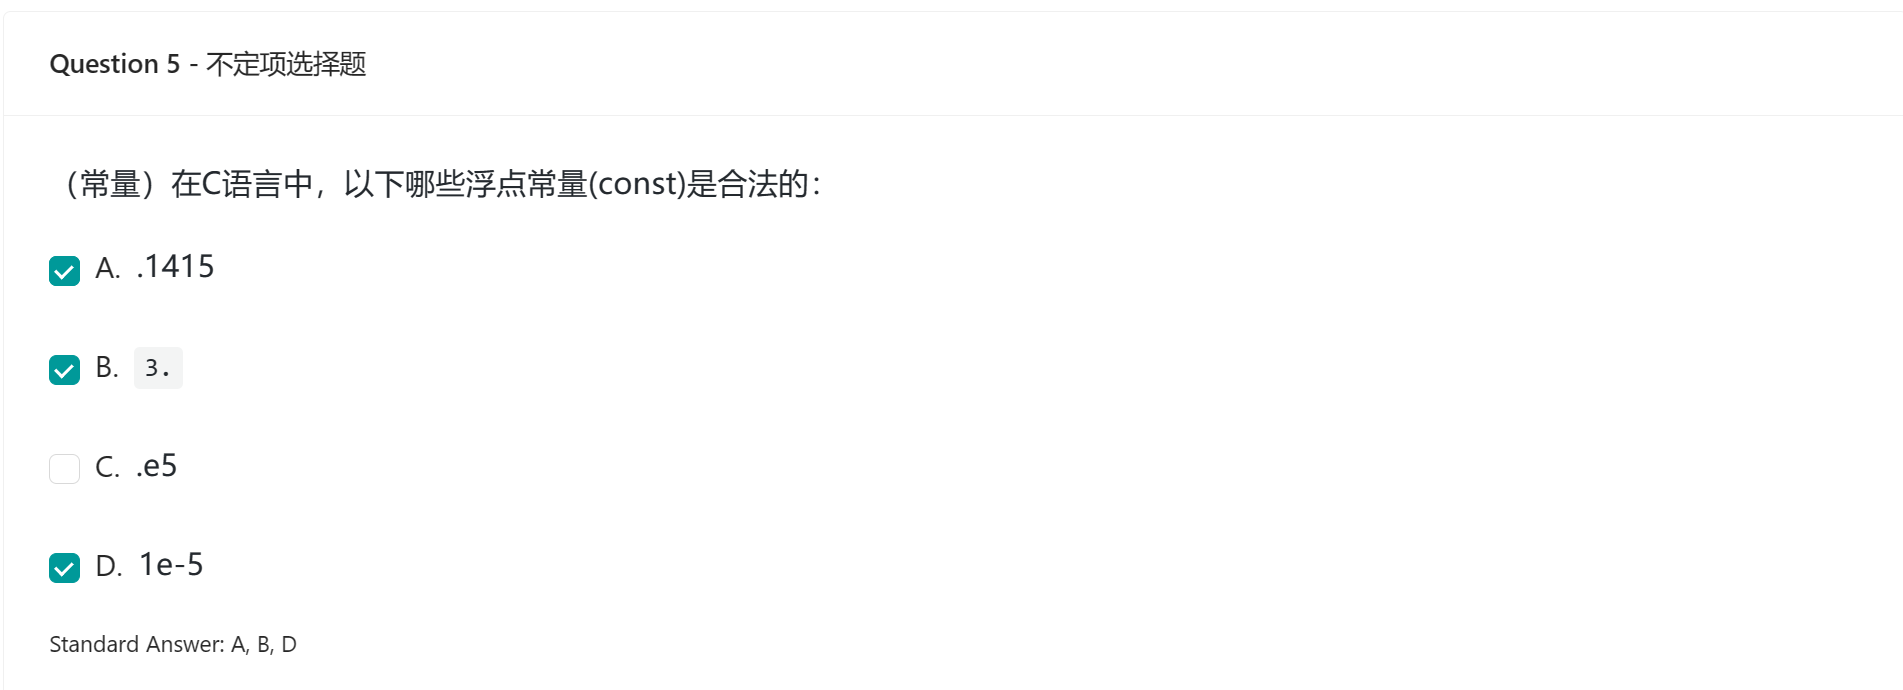 Question 5 - 不定项选择题
（常量）在C语言中，以下哪些浮点常量(const)是合法的：
A. .1415
B. 3.
C. .e5
D. 1e-5
Standard Answer: A, B, D